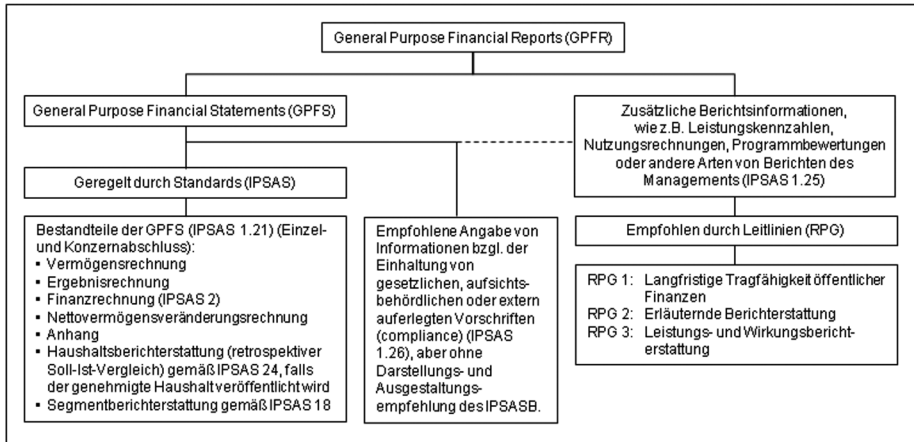 General Purpose Financial Reports (GPFR)
General Purpose Financial Statements (GPFS)
Zusätzliche Berichtsinformationen,
wie z.B. Leistungskennzahlen,
Nutzungsrechnungen, Programmbewertungen
oder andere Arten von Berichten des
Managements (IPSAS 1.25)
Geregelt durch Standards (IPSAS)
Bestandteile der GPFS (IPSAS 1.21) (Einzel-
und Konzernabschluss):
▪ Vermögensrechnung
▪ Ergebnisrechnung
▪ Finanzrechnung (IPSAS 2)
▪ Nettovermögensveränderungsrechnung
▪ Anhang
▪ Haushaltsberichterstattung (retrospektiver
Soll-Ist-Vergleich) gemäß IPSAS 24, falls
der genehmigte Haushalt veröffentlicht wird
▪ Segmentberichterstattung gemäß IPSAS 18
Empfohlene Angabe von
Informationen bzgl. der
Einhaltung von
gesetzlichen, aufsichts-
behördlichen oder extern
auferlegten Vorschriften
(compliance) (IPSAS
1.26), aber ohne
Darstellungs- und
Ausgestaltungs-
empfehlung des IPSASB.
Empfohlen durch Leitlinien (RPG)
RPG 1: Langfristige Tragfähigkeit öffentlicher
Finanzen
RPG 2: Erläuternde Berichterstattung
RPG 3: Leistungs- und Wirkungsbericht-
erstattung